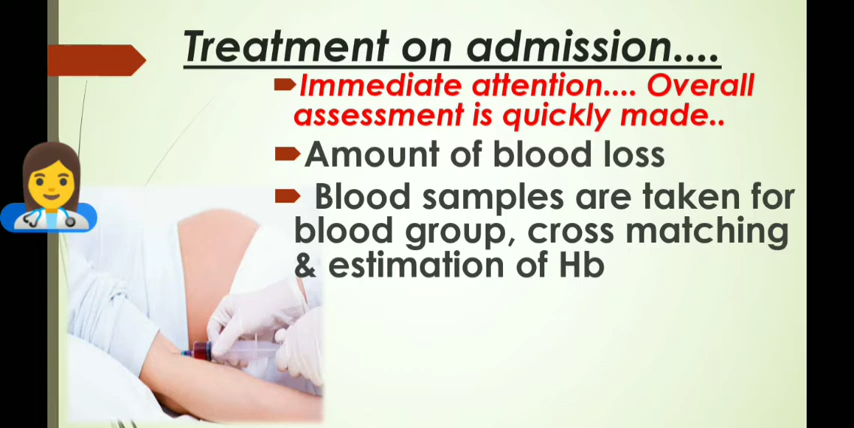 Treatment on admission....
Immediate attention.... Overall
assessment is quickly made..
Amount of blood loss
Blood samples are taken for
blood group, cross matching
& estimation of Hb